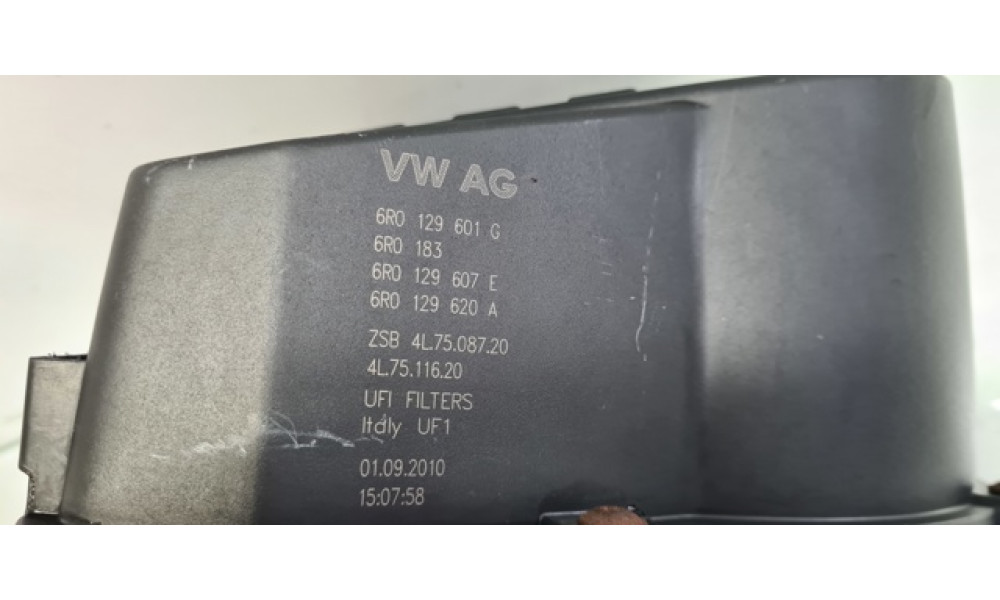 VW AG
6R0 129 601 G
6R0 183
6R0 129 607 E
6R0 129 620 A
ZSB 4L.75.087.20
4L.75.116.20
UFI FILTERS
Italy UF1
01.09.2010
15:07:58